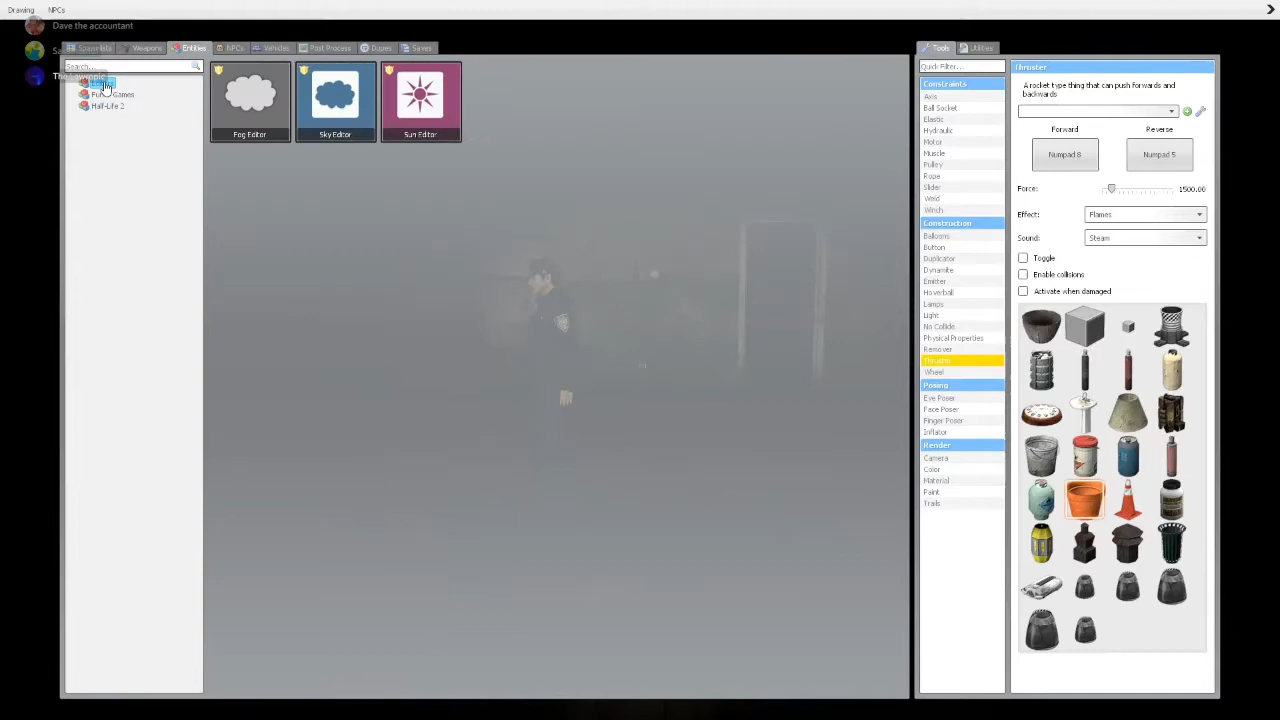 Drawing NPCs
Dave the accountant
Spawnlists Weapons Entities NPCs Vehicles Post Process Dupes Saves
Tools Utilities
Search...
Games
Half-Life 2
Fog Editor Sky Editor Sun Editor
Quick Filter...
Constraints
Axis
Ball Socket
Elastic
Hydraulic
Motor
Muscle
Pulley
Rope
Slider
Weld
Winch
Construction
Balloons
Button
Duplicator
Dynamite
Emitter
Hoverball
Lamps
Light
No Collide
Physical Properties
Remover
Thruster
Wheel
Posing
Eye Poser
Face Poser
Finger Poser
Inflator
Render
Camera
Color
Material
Paint
Trails
Thruster
A rocket type thing that can push forwards and
backwards
Forward Reverse
Numpad 8 Numpad 5
Force: 1500.00
Effect: Flames
Sound: Steam
Toggle
Enable collisions
Activate when damaged